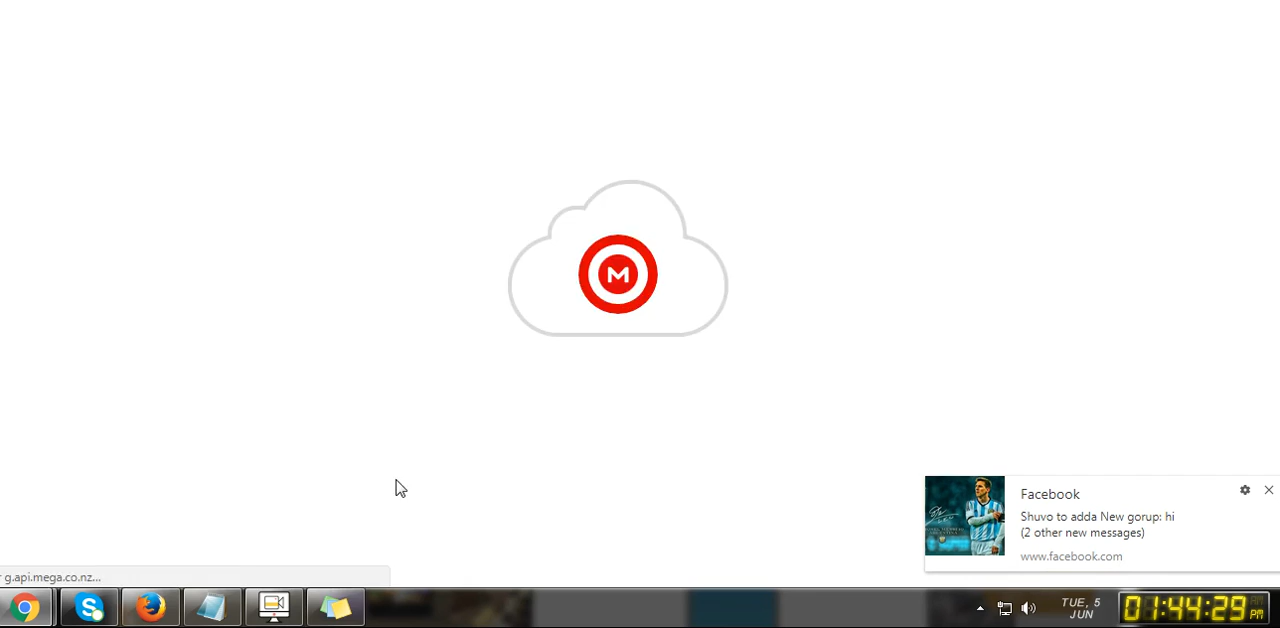 M
Facebook
Shuvo to adda New gorup: hi
(2 other new messages)
www.facebook.com
r g.api.mega.co.nz...
S
TUE, 5
JUN
01:44:29 PM